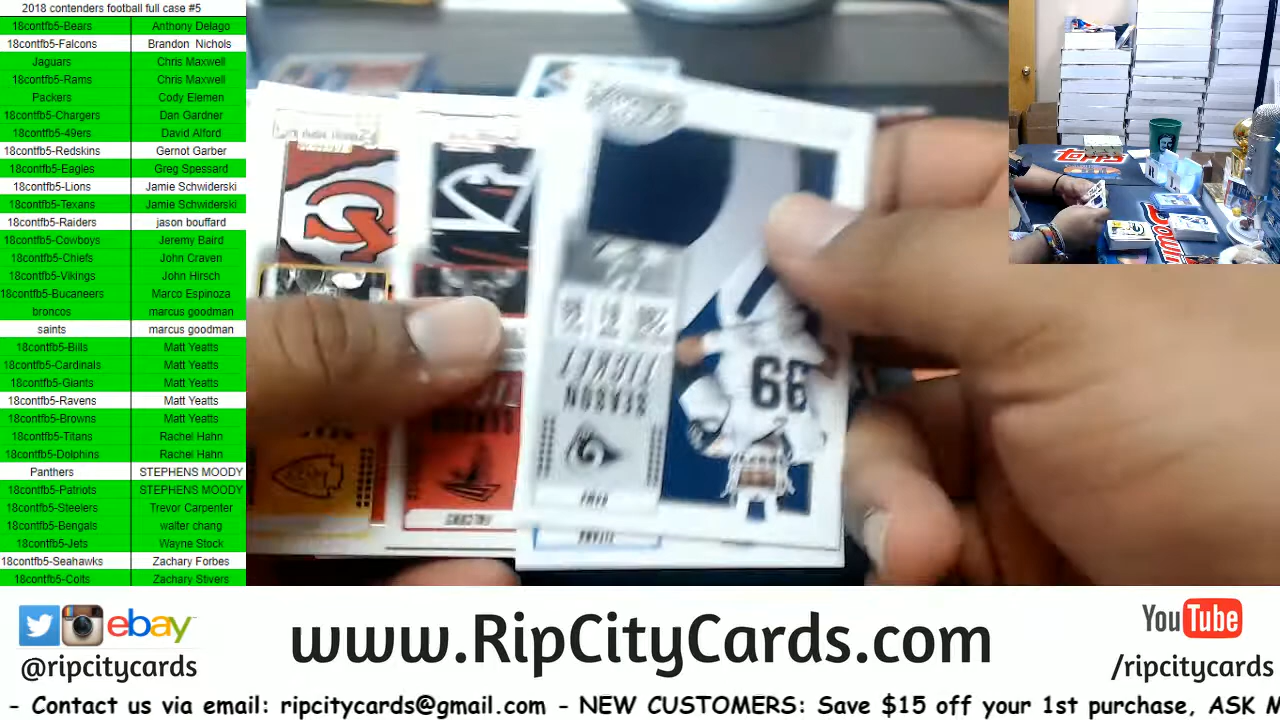 2018 contenders football full case #5
18contfb5-Bears Anthony Delago
18contfb5-Falcons Brandon Nichols
Jaguars Chris Maxwell
18contfb5-Rams Chris Maxwell
Packers Cody Elemen
18contfb5-Chargers Dan Gardner
18contfb5-49ers David Alford
18contfb5-Redskins Gernot Garber
18contfb5-Eagles Greg Spessard
18contfb5-Lions Jamie Schwiderski
18contfb5-Texans Jamie Schwiderski
18contfb5-Raiders jason bouffard
18contfb5-Cowboys Jeremy Baird
18contfb5-Chiefs John Craven
18contfb5-Vikings John Hirsch
18contfb5-Bucaneers Marco Espinoza
broncos marcus goodman
saints marcus goodman
18contfb5-Bills Matt Yeatts
18contfb5-Cardinals Matt Yeatts
18contfb5-Giants Matt Yeatts
18contfb5-Ravens Matt Yeatts
18contfb5-Browns Matt Yeatts
18contfb5-Titans Rachel Hahn
18contfb5-Dolphins Rachel Hahn
Panthers STEPHENS MOODY
18contfb5-Patriots STEPHENS MOODY
18contfb5-Steelers Trevor Carpenter
18contfb5-Bengals walter chang
18contfb5-Jets Wayne Stock
18contfb5-Seahawks Zachary Forbes
18contfb5-Colts Zachary Stivers
SEASON
TICKET
topps
ebay
@ripcitycards
www.RipCityCards.com
YouTube
/ripcitycards
- Contact us via email: ripcitycards@gmail.com - NEW CUSTOMERS: Save $15 off your 1st purchase, ASK M